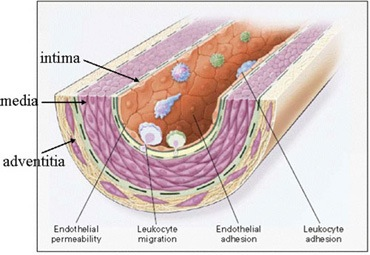 intima
media
adventitia
Endothelial
permeability
Leukocyte
migration
Endothelial
adhesion
Leukocyte
adhesion